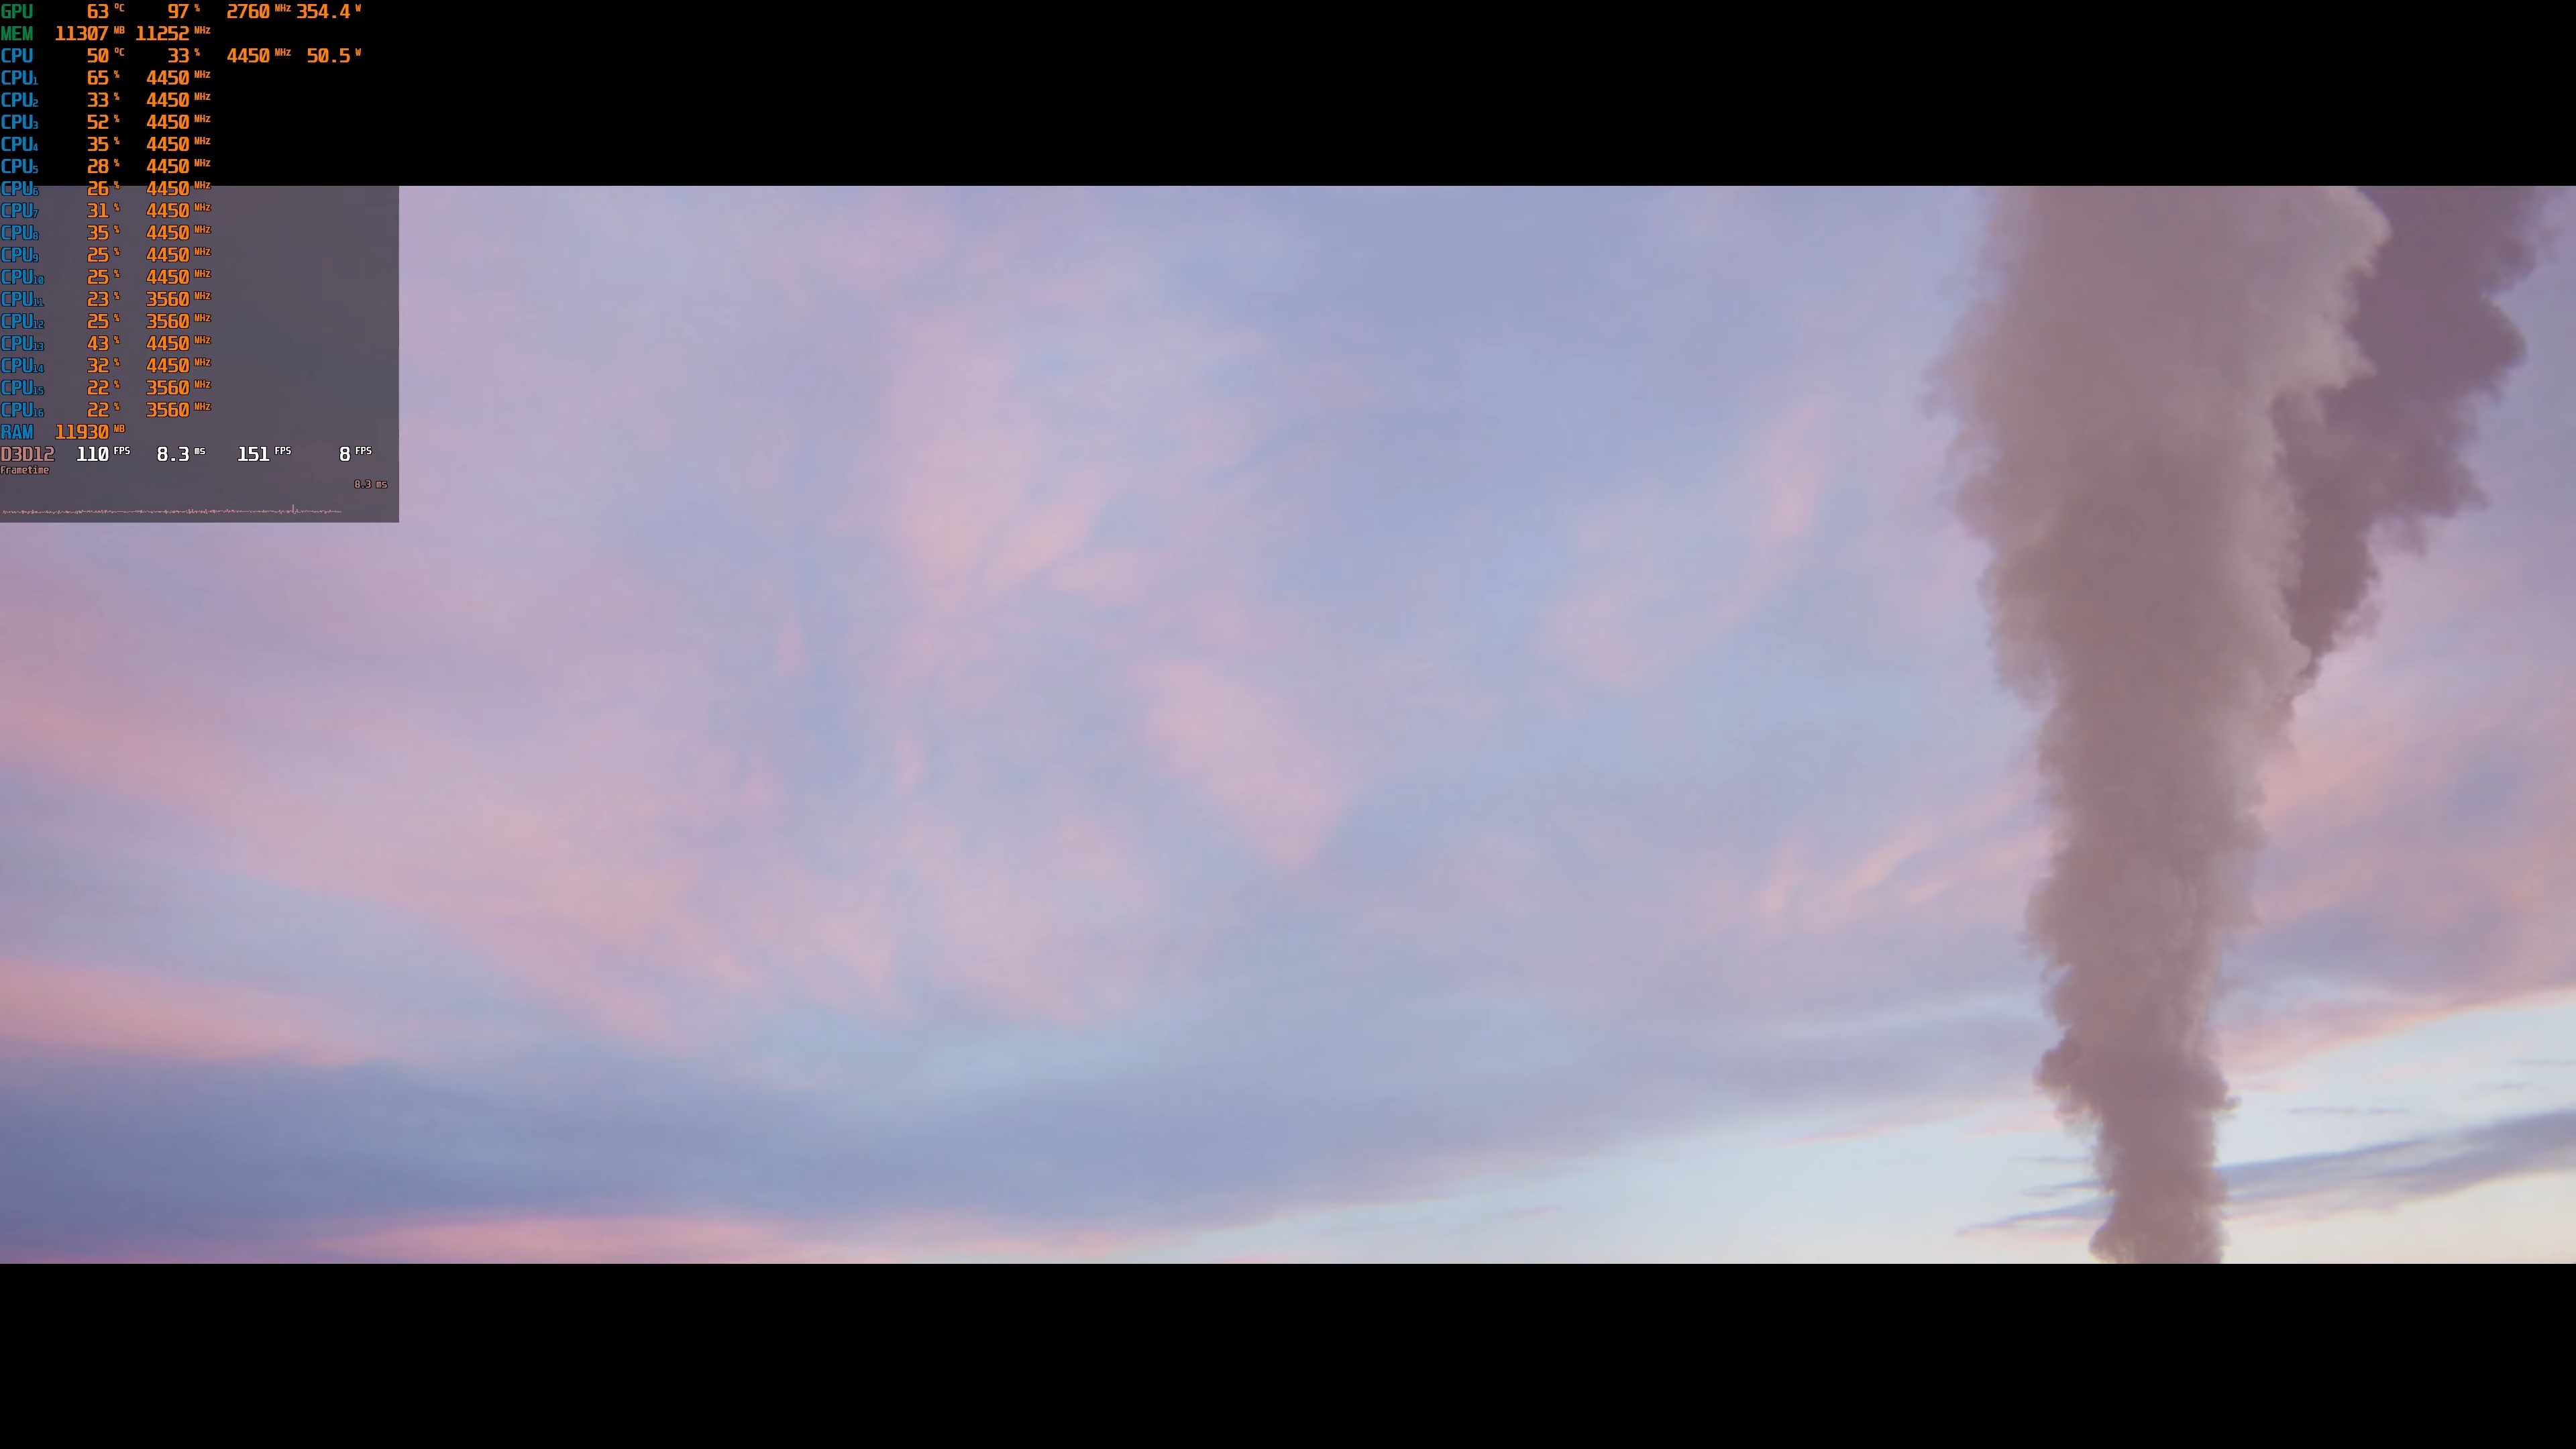 GPU 63 °C 97 % 2760 MHz 354.4 W
MEM 11307 MB 11252 MHz
CPU 50 °C 33 % 4450 MHz 50.5 W
CPU1 65 % 4450 MHz
CPU2 33 % 4450 MHz
CPU3 52 % 4450 MHz
CPU4 35 % 4450 MHz
CPU5 28 % 4450 MHz
CPU6 26 % 4450 MHz
CPU7 31 % 4450 MHz
CPU8 35 % 4450 MHz
CPU9 25 % 4450 MHz
CPU10 25 % 4450 MHz
CPU11 23 % 3560 MHz
CPU12 25 % 3560 MHz
CPU13 43 % 4450 MHz
CPU14 32 % 4450 MHz
CPU15 22 % 3560 MHz
CPU16 22 % 3560 MHz
RAM 11930 MB
D3D12 110 FPS 8.3 ms 151 FPS 8 FPS
Frametime
8.3 ms